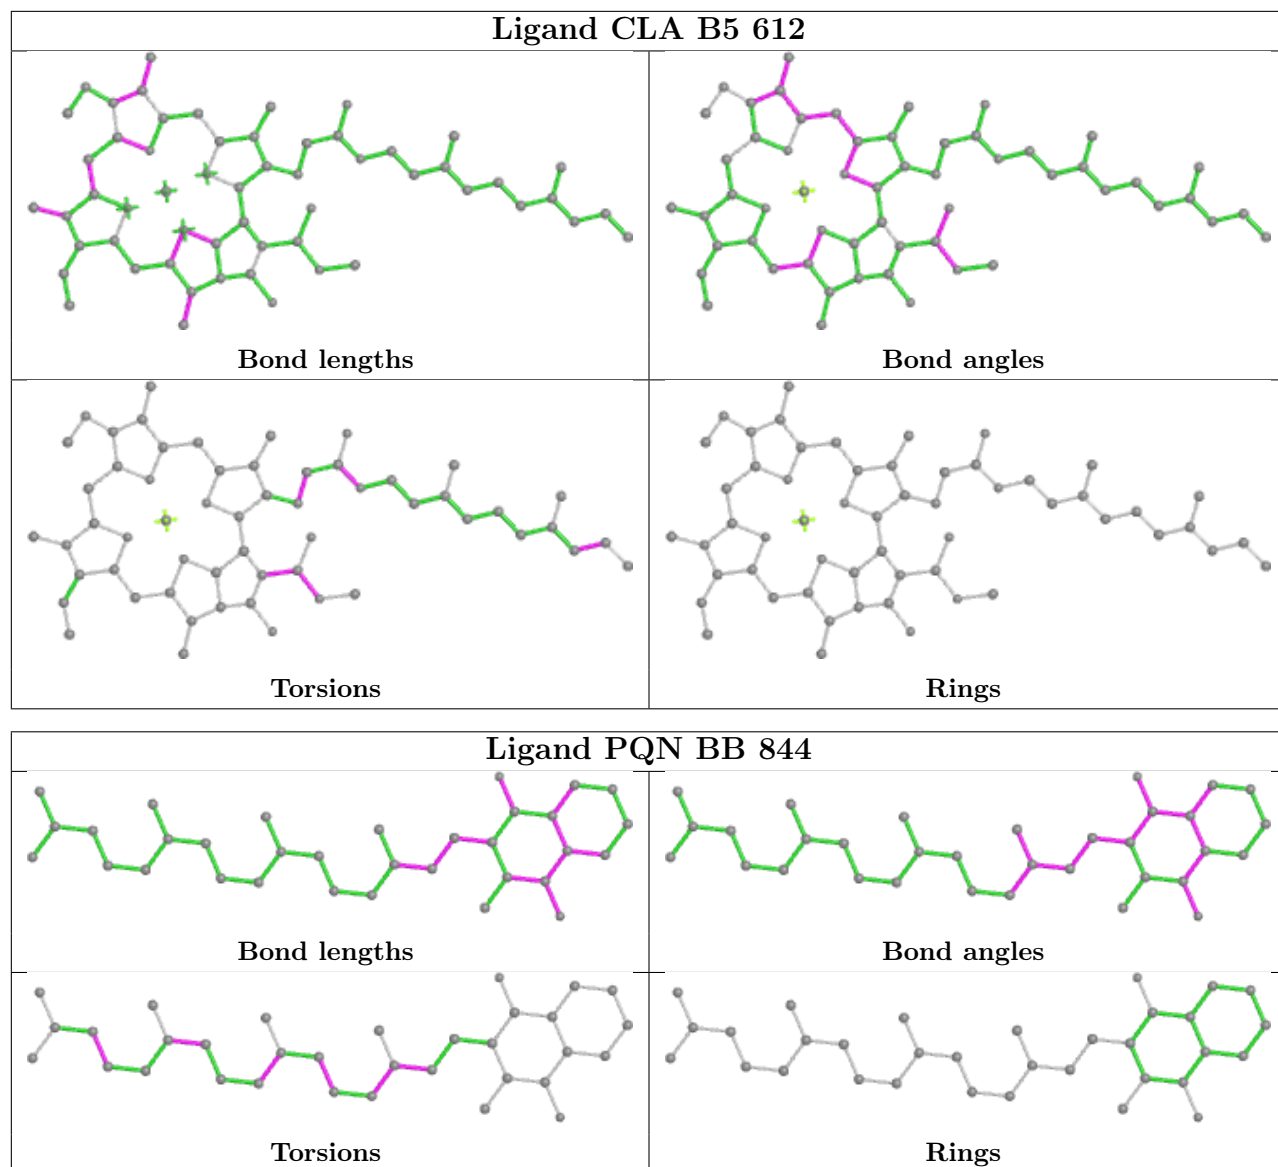 Ligand CLA B5 612
Bond lengths
Bond angles
Torsions
Rings
Ligand PQN BB 844
Bond lengths
Bond angles
Torsions
Rings